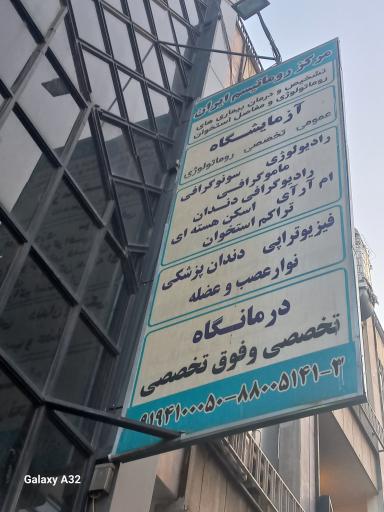 مرکز روماتیسم ایران
تشخیص و درمان بیماری های
روماتولوژی و مفاصل استخوان
آزمایشگاه
عمومی تخصصی روماتولوژی
رادیولوژی سونوگرافی
ماموگرافی
رادیوگرافی دندان
ام آر آی اسکن هسته ای
تراکم استخوان
فیزیوتراپی دندان پزشکی
نوار عصب و عضله
درمانگاه
تخصصی وفوق تخصصی
۹۱۹۴۱۰۰۰۵۰-۸۸۰۰۵۱۴۱-۳
Galaxy A32